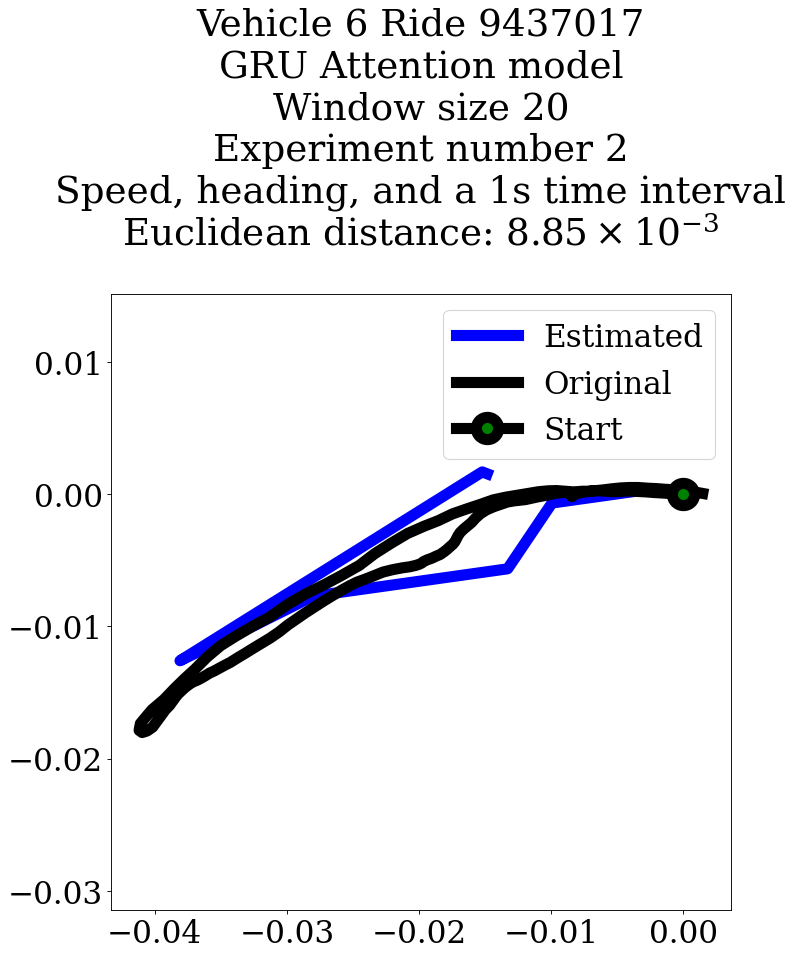 Vehicle 6 Ride 9437017
GRU Attention model
Window size 20
Experiment number 2
Speed, heading, and a 1s time interval
Euclidean distance: 8.85 × 10⁻³
Estimated
Original
Start
0.01
0.00
−0.01
−0.02
−0.03
−0.04 −0.03 −0.02 −0.01 0.00